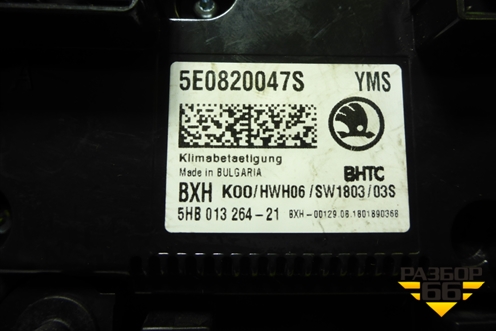 5E0820047S YMS
Klimabetaetigung
Made in BULGARIA
BHTC
BXH K00/HWH06/SW1803/03S
5HB 013 264-21 BXH-00129.08.1801890368
РАЗБОР
66